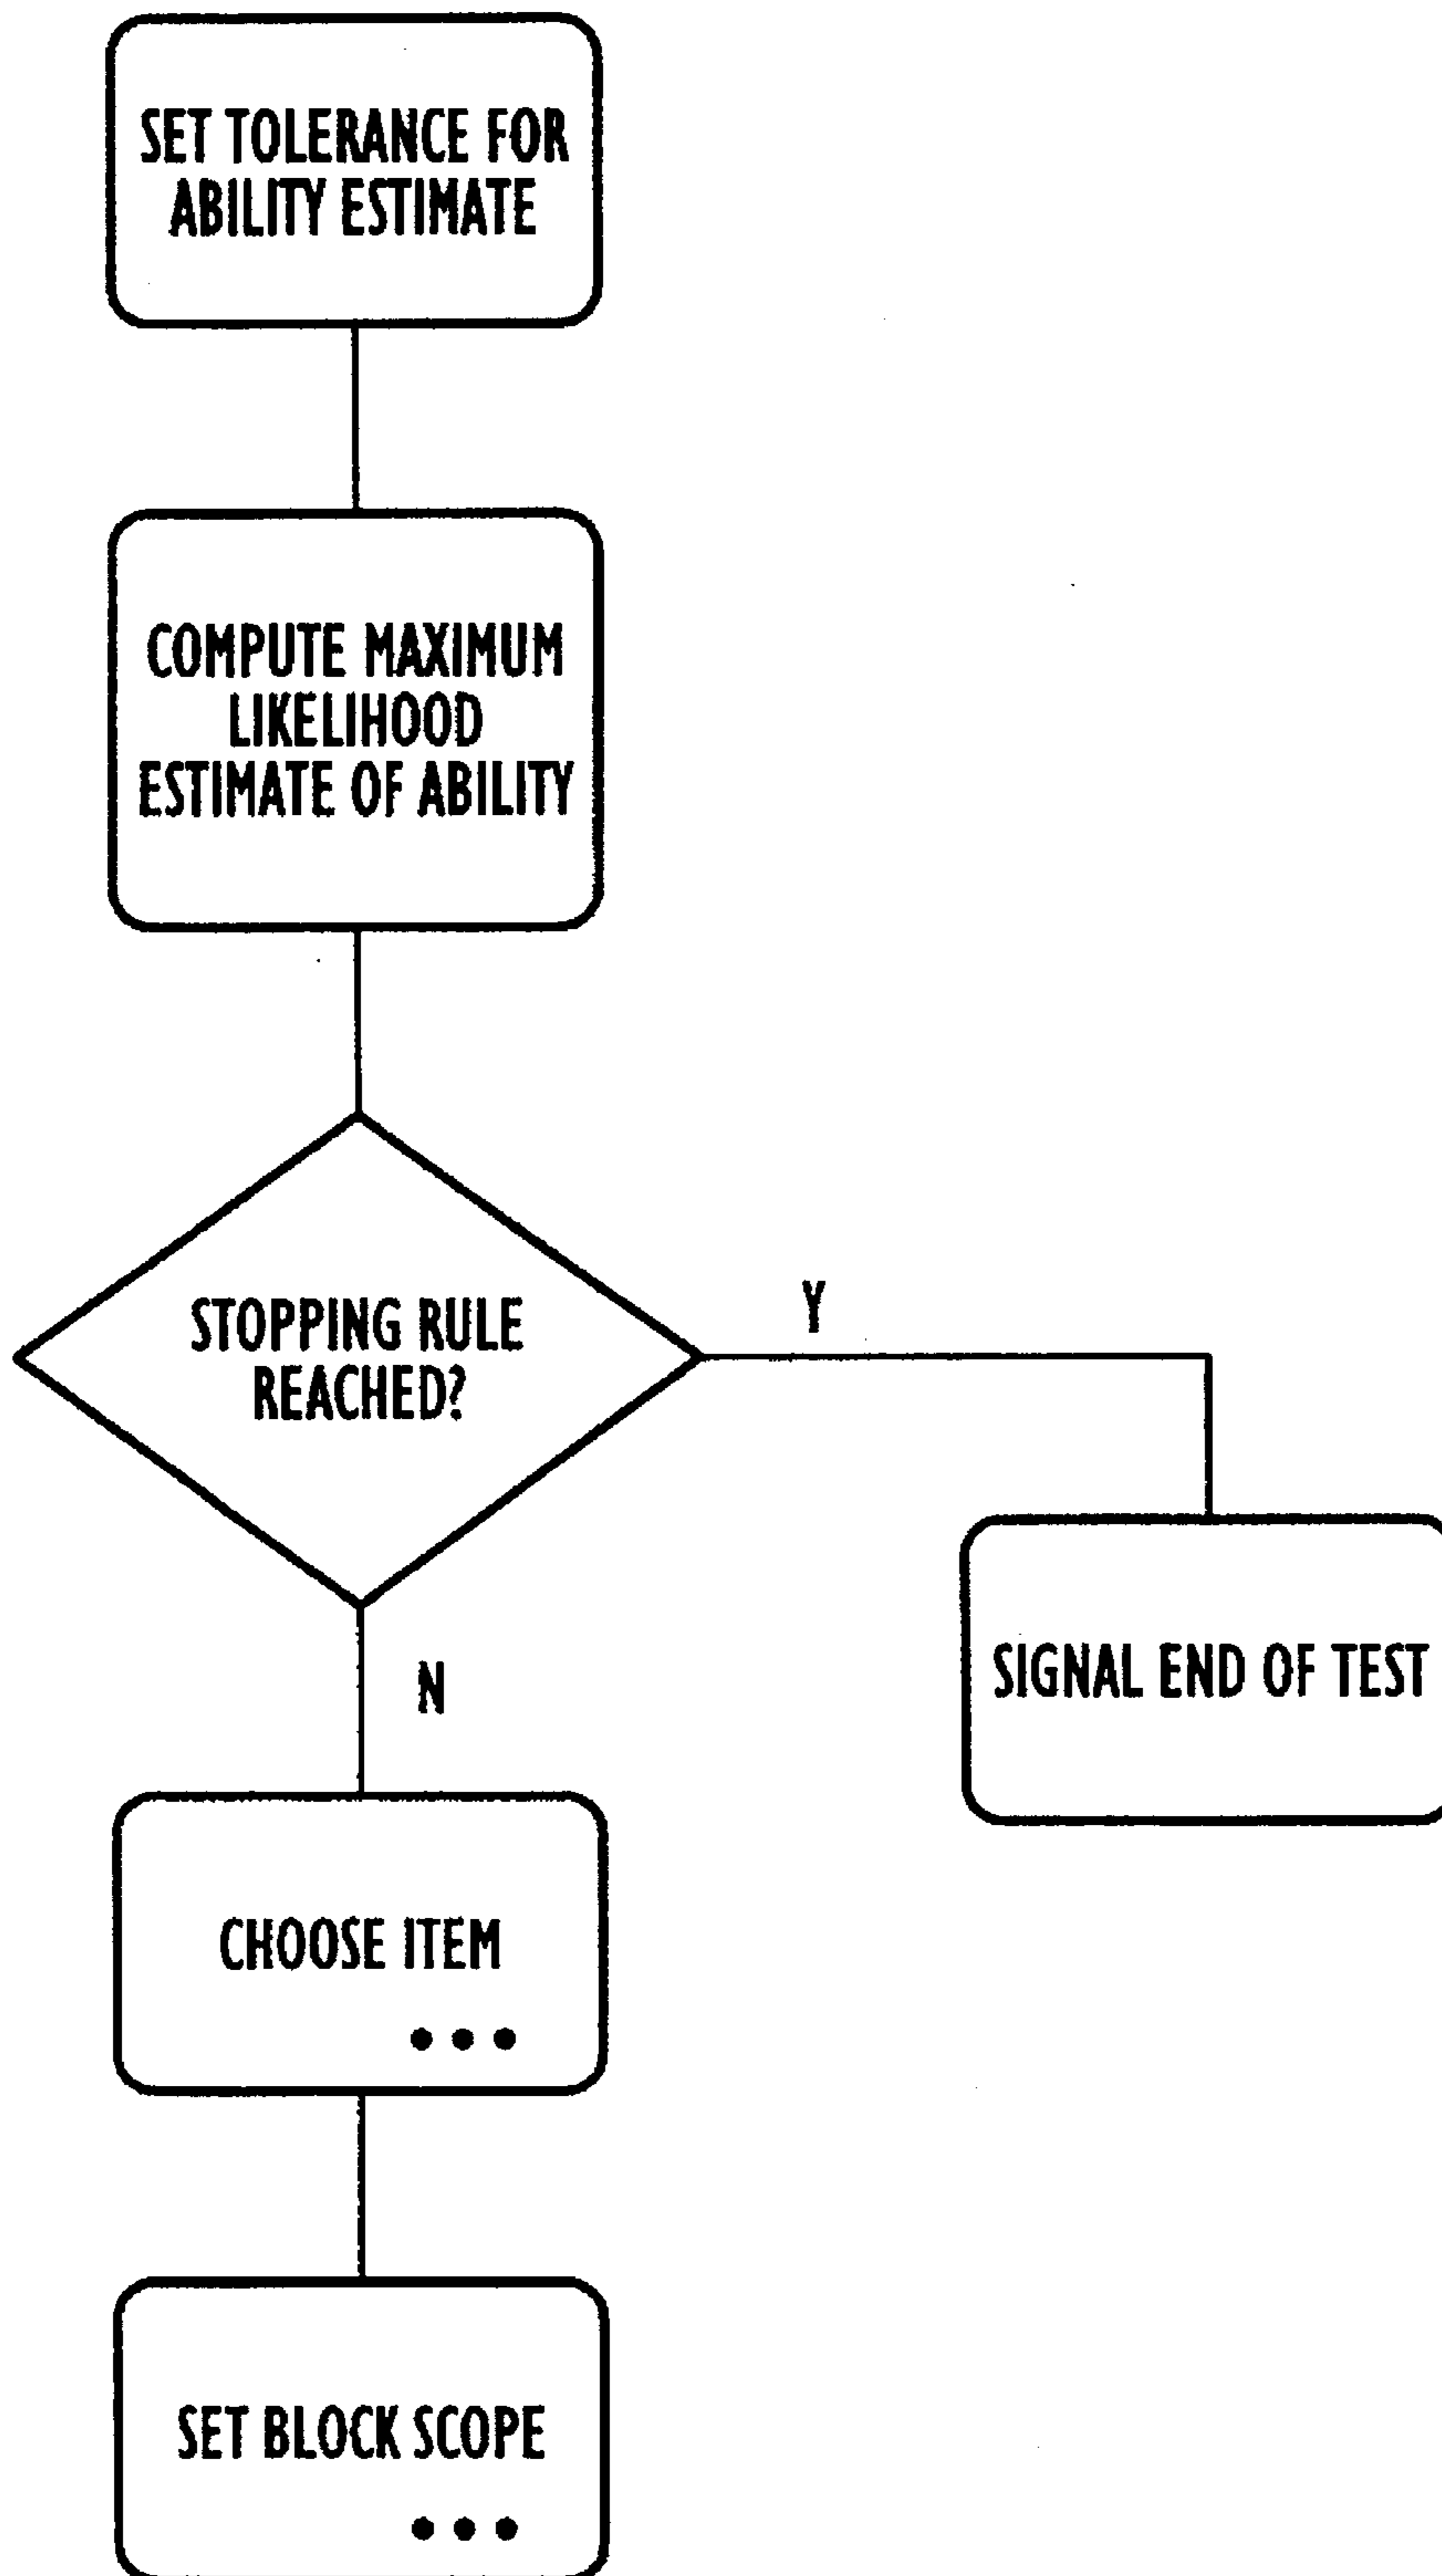 SET TOLERANCE FOR
ABILITY ESTIMATE
COMPUTE MAXIMUM
LIKELIHOOD
ESTIMATE OF ABILITY
STOPPING RULE
REACHED?
Y
SIGNAL END OF TEST
N
CHOOSE ITEM
•••
SET BLOCK SCOPE
•••